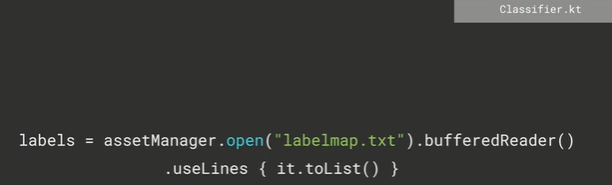 Classifier.kt
labels = assetManager.open("labelmap.txt").bufferedReader()
.useLines { it.toList() }